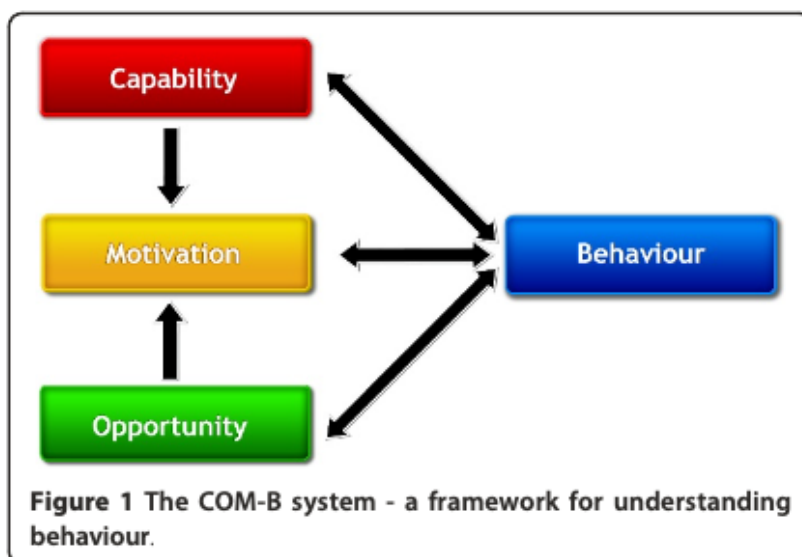 Capability
Motivation
Behaviour
Opportunity
Figure 1 The COM-B system - a framework for understanding
behaviour.